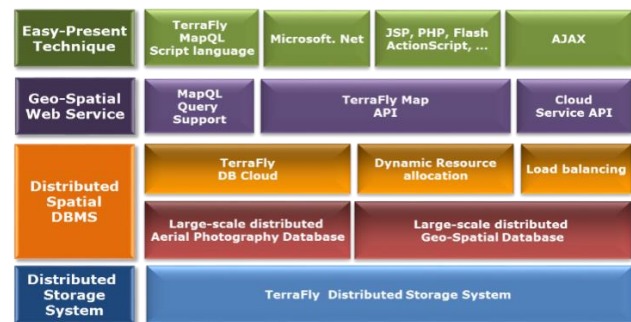 Easy-Present
Technique
TerraFly
MapQL
Script language
Microsoft. Net
JSP, PHP, Flash
ActionScript, ...
AJAX
Geo-Spatial
Web Service
MapQL
Query
Support
TerraFly Map
API
Cloud
Service API
Distributed
Spatial
DBMS
TerraFly
DB Cloud
Dynamic Resource
allocation
Load balancing
Large-scale distributed
Aerial Photography Database
Large-scale distributed
Geo-Spatial Database
Distributed
Storage
System
TerraFly Distributed Storage System